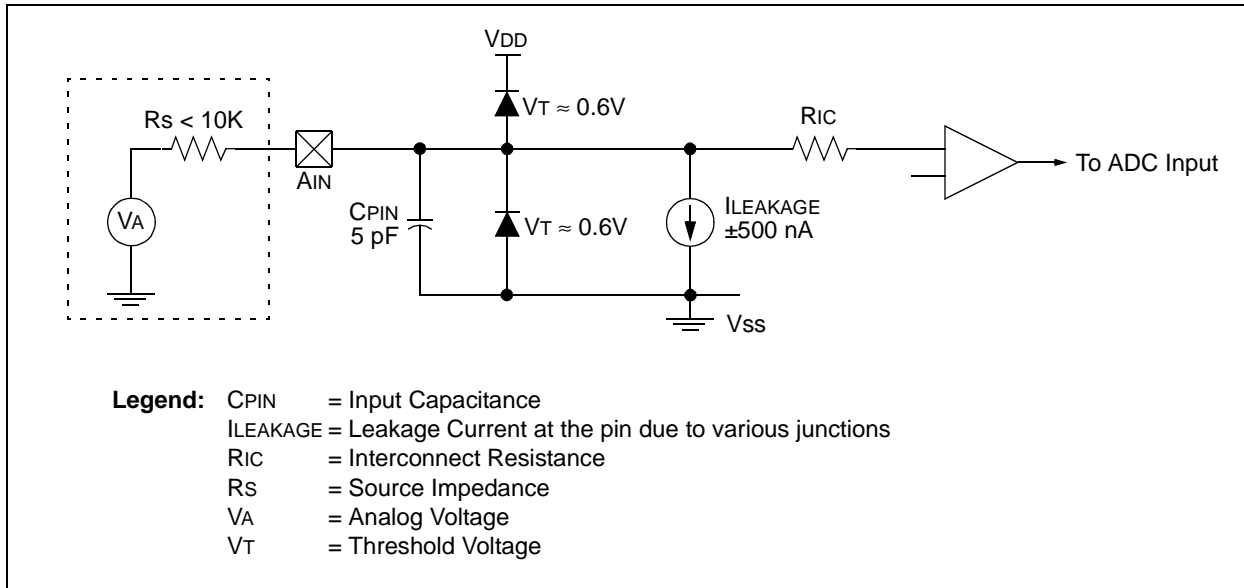 VDD
VT ≈ 0.6V
RS < 10K
RIC
AIN
To ADC Input
VA
CPIN
5 pF
VT ≈ 0.6V
ILEAKAGE
±500 nA
VSS
Legend: CPIN = Input Capacitance
ILEAKAGE = Leakage Current at the pin due to various junctions
RIC = Interconnect Resistance
RS = Source Impedance
VA = Analog Voltage
VT = Threshold Voltage